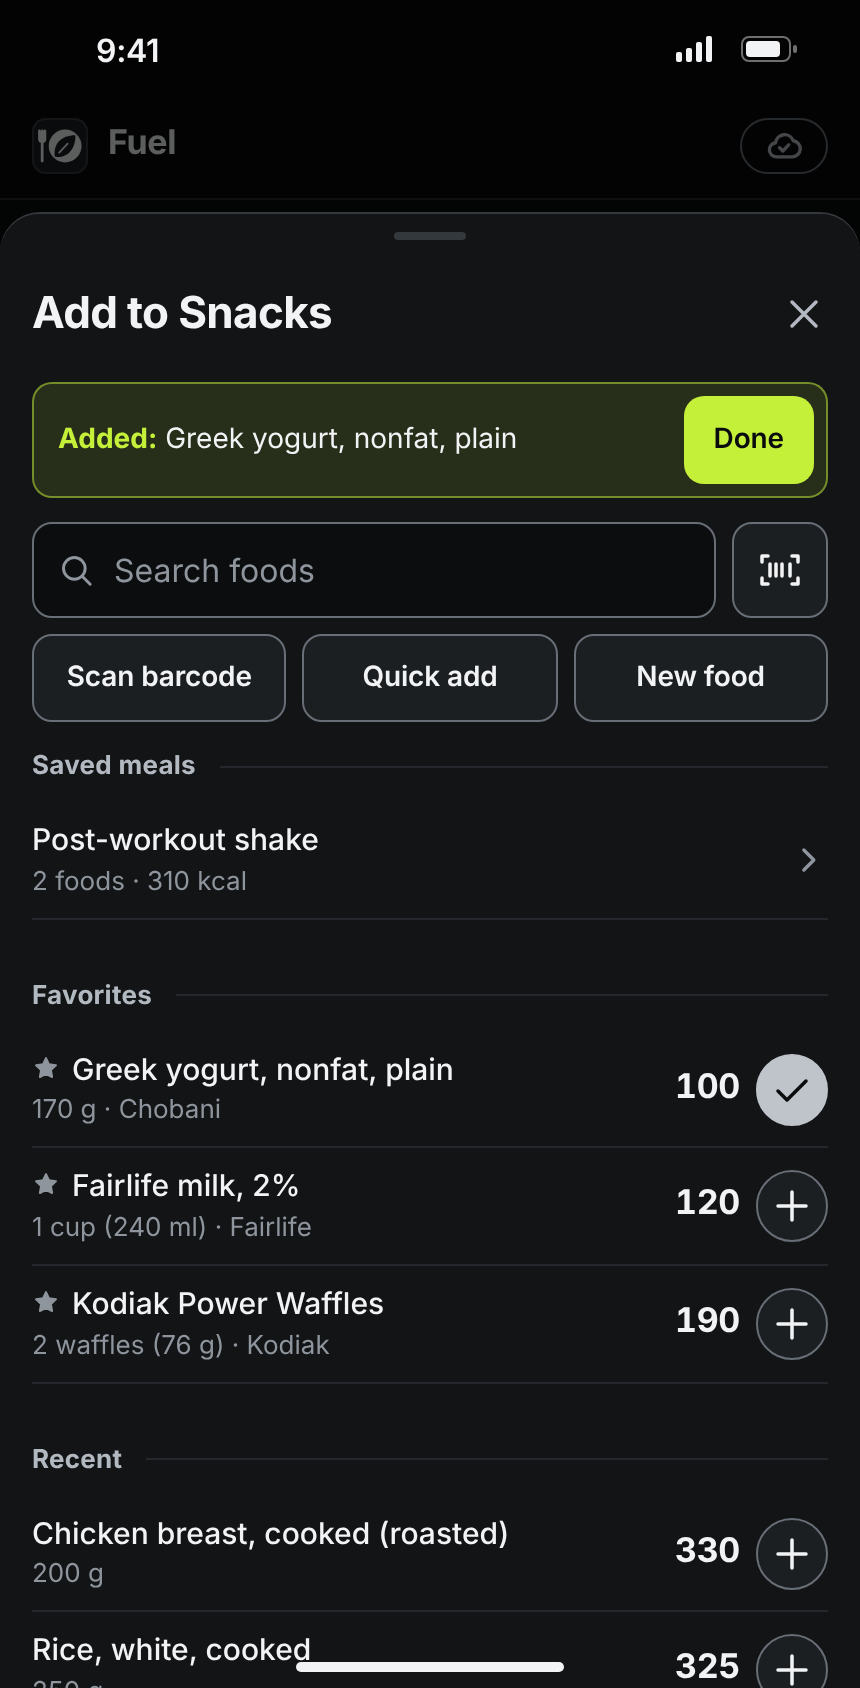 9:41
Fuel
Add to Snacks
Added: Greek yogurt, nonfat, plain
Done
Search foods
Scan barcode
Quick add
New food
Saved meals
Post-workout shake
2 foods · 310 kcal
Favorites
Greek yogurt, nonfat, plain
170 g · Chobani
100
Fairlife milk, 2%
1 cup (240 ml) · Fairlife
120
Kodiak Power Waffles
2 waffles (76 g) · Kodiak
190
Recent
Chicken breast, cooked (roasted)
200 g
330
Rice, white, cooked
325